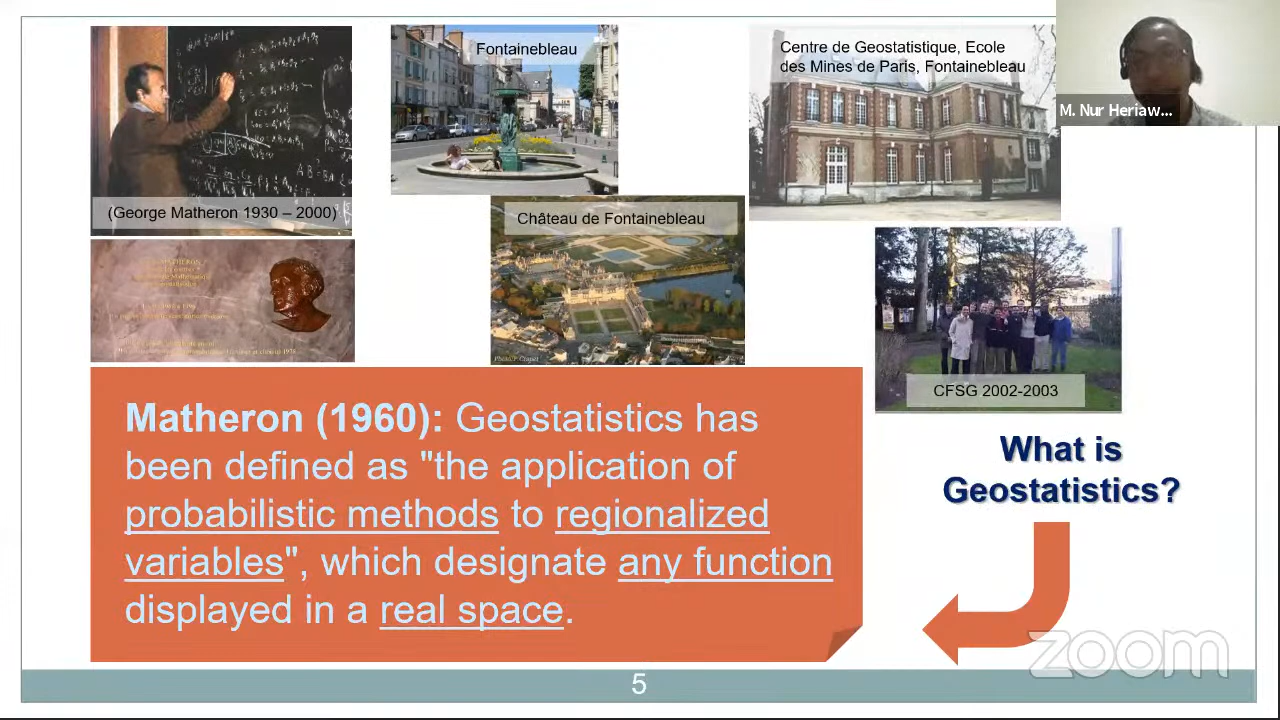 Fontainebleau
Centre de Geostatistique, Ecole
des Mines de Paris, Fontainebleau
M. Nur Heriaw...
(George Matheron 1930 – 2000)
Château de Fontainebleau
CFSG 2002-2003
Matheron (1960): Geostatistics has
been defined as "the application of
probabilistic methods to regionalized
variables", which designate any function
displayed in a real space.
What is
Geostatistics?
zoom
5